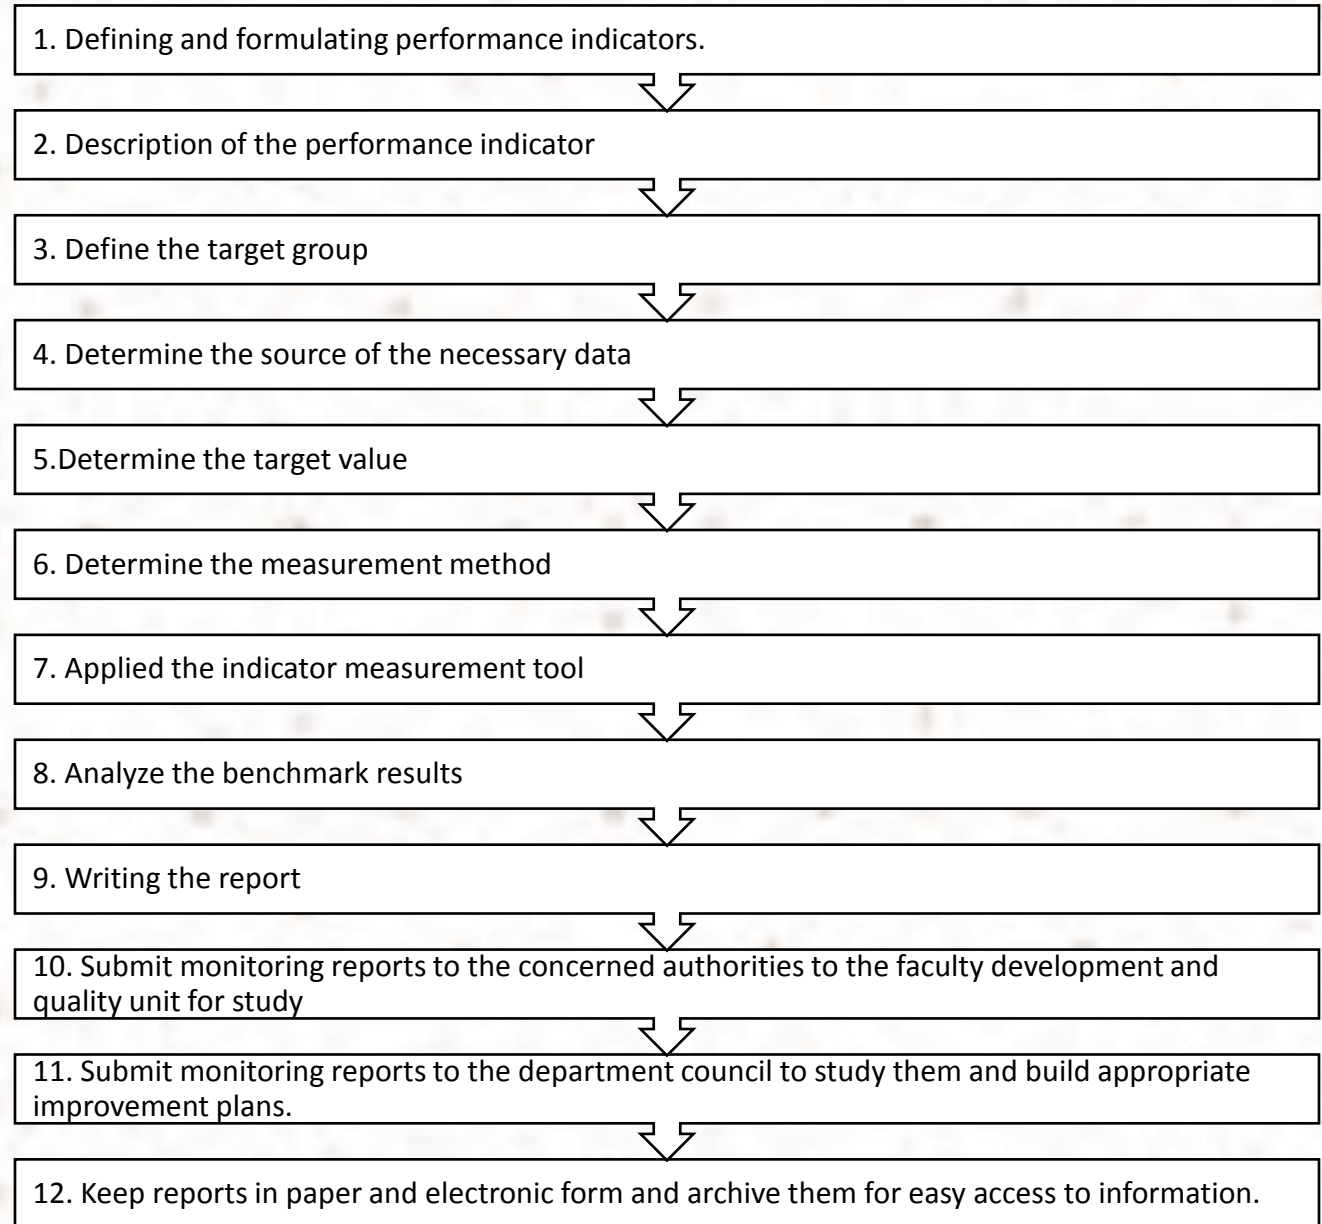 1. Defining and formulating performance indicators.
2. Description of the performance indicator
3. Define the target group
4. Determine the source of the necessary data
5.Determine the target value
6. Determine the measurement method
7. Applied the indicator measurement tool
8. Analyze the benchmark results
9. Writing the report
10. Submit monitoring reports to the concerned authorities to the faculty development and
quality unit for study
11. Submit monitoring reports to the department council to study them and build appropriate
improvement plans.
12. Keep reports in paper and electronic form and archive them for easy access to information.